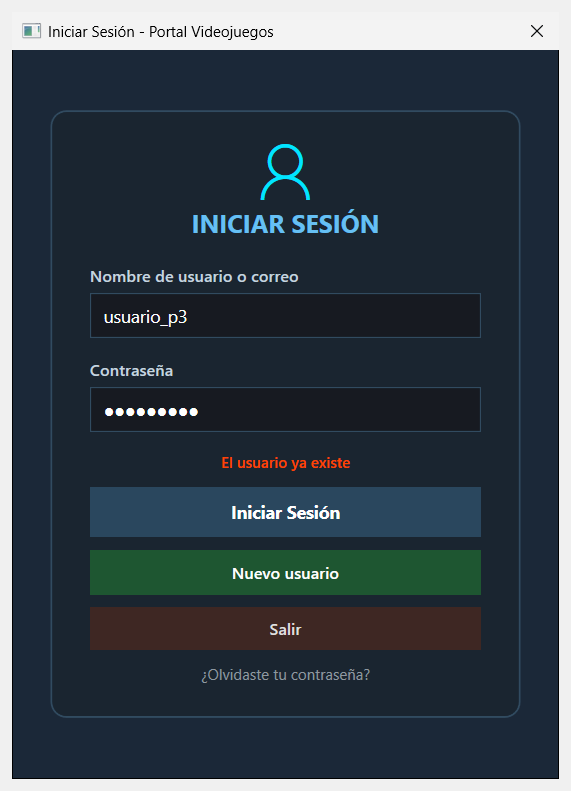 Iniciar Sesión - Portal Videojuegos
INICIAR SESIÓN
Nombre de usuario o correo
usuario_p3
Contraseña
●●●●●●●●●
El usuario ya existe
Iniciar Sesión
Nuevo usuario
Salir
¿Olvidaste tu contraseña?